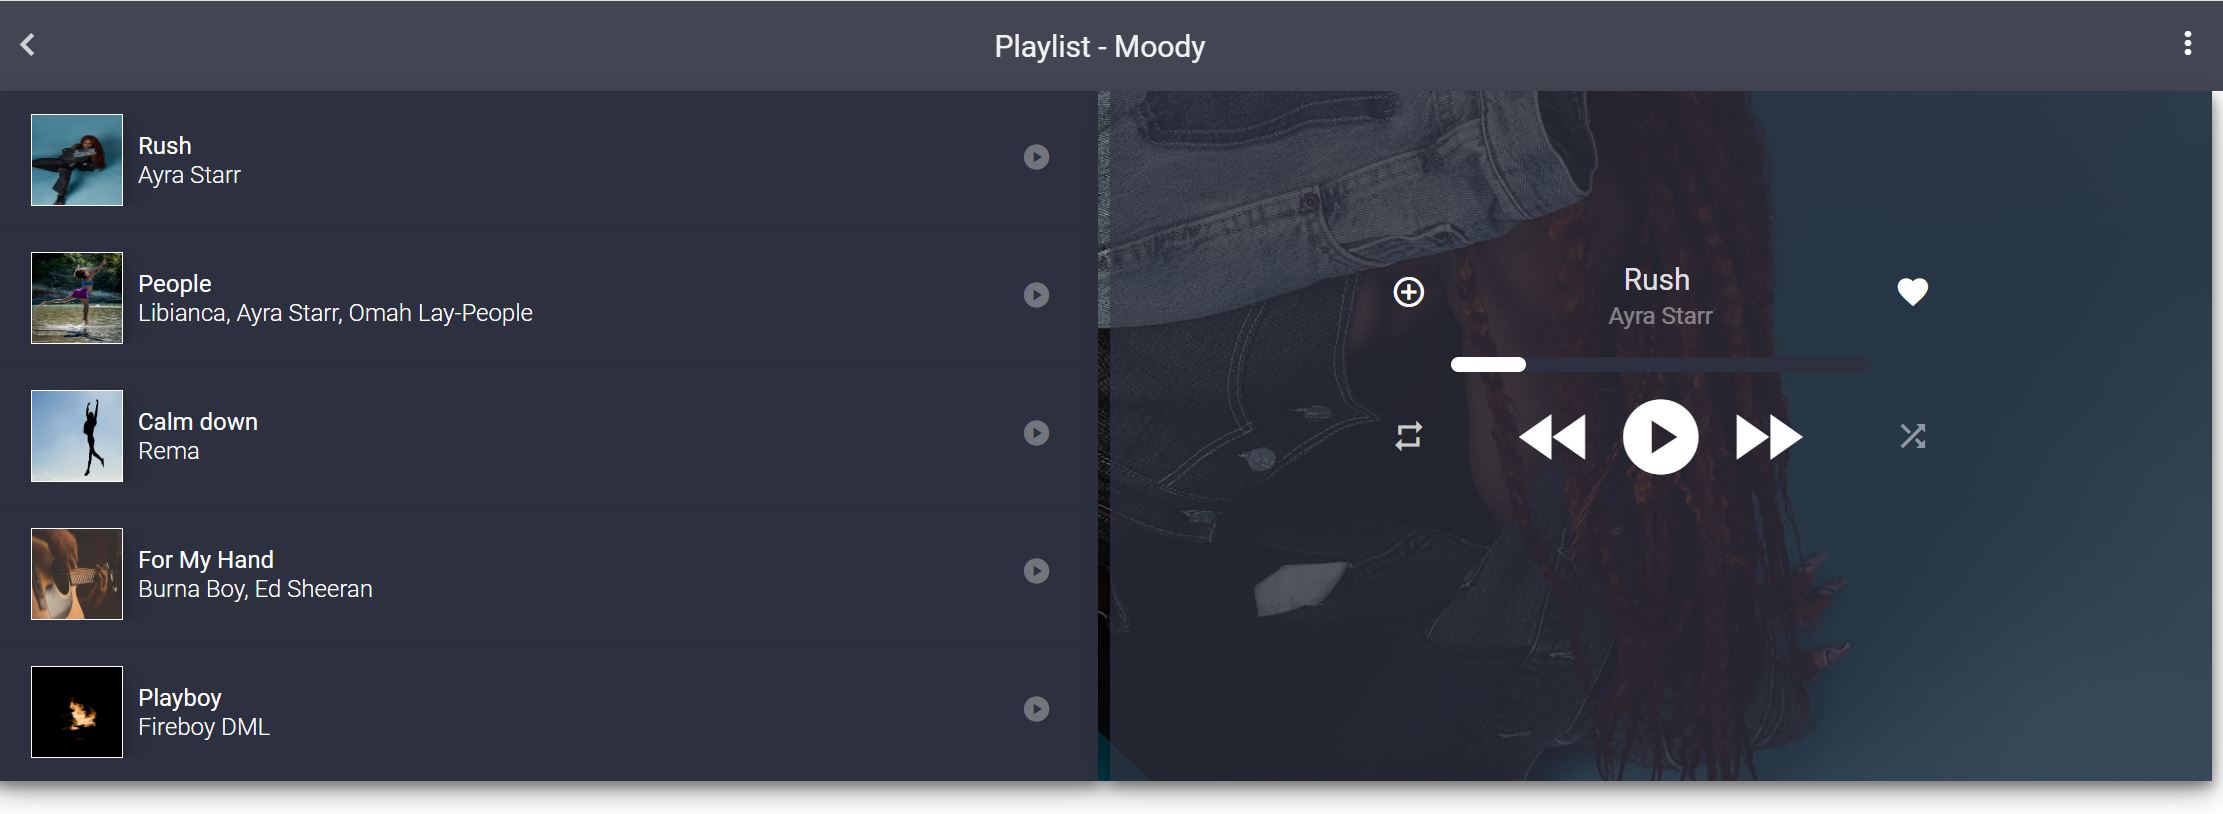 Playlist - Moody
Rush
Ayra Starr
People
Libianca, Ayra Starr, Omah Lay-People
Calm down
Rema
For My Hand
Burna Boy, Ed Sheeran
Playboy
Fireboy DML
Rush
Ayra Starr